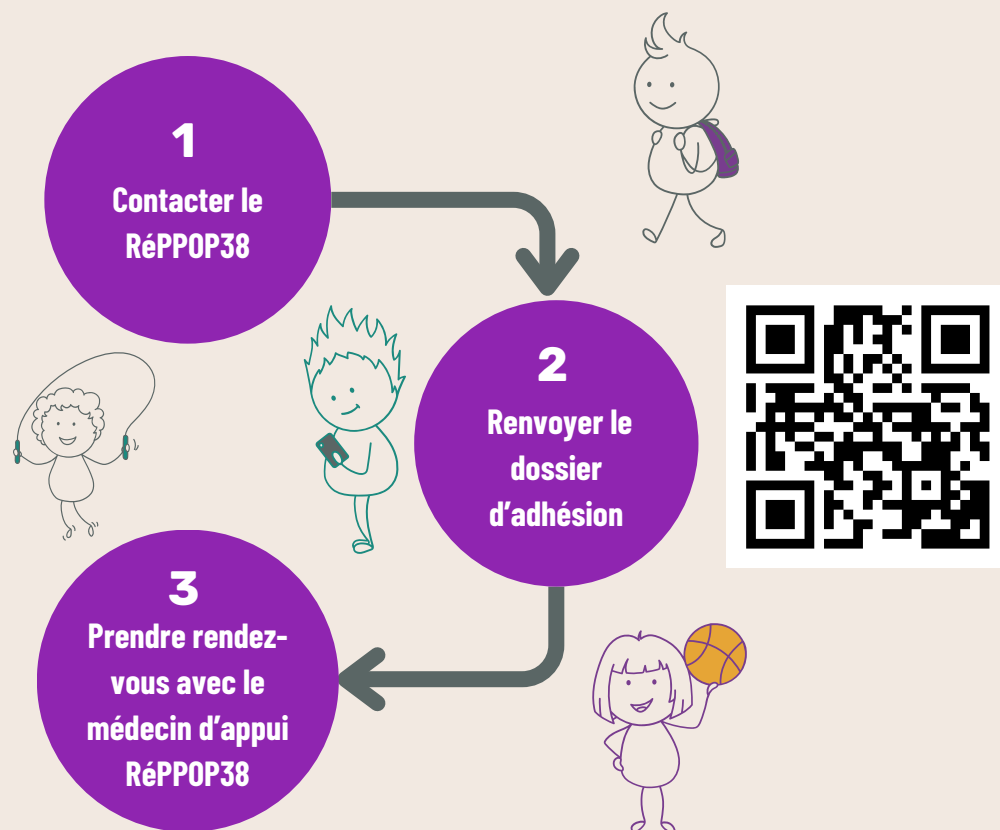 1
Contacter le
RéPPOP38
2
Renvoyer le
dossier
d’adhésion
3
Prendre rendez-
vous avec le
médecin d’appui
RéPPOP38